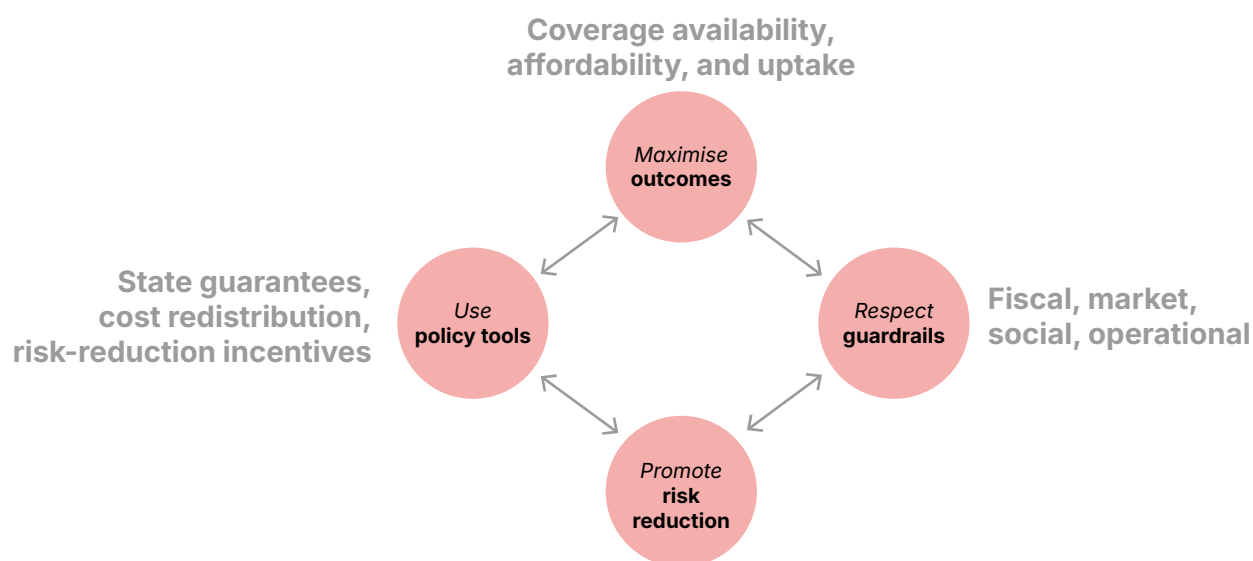 Coverage availability,
affordability, and uptake
Maximise
outcomes
State guarantees,
cost redistribution,
risk-reduction incentives
Use
policy tools
Respect
guardrails
Fiscal, market,
social, operational
Promote
risk
reduction